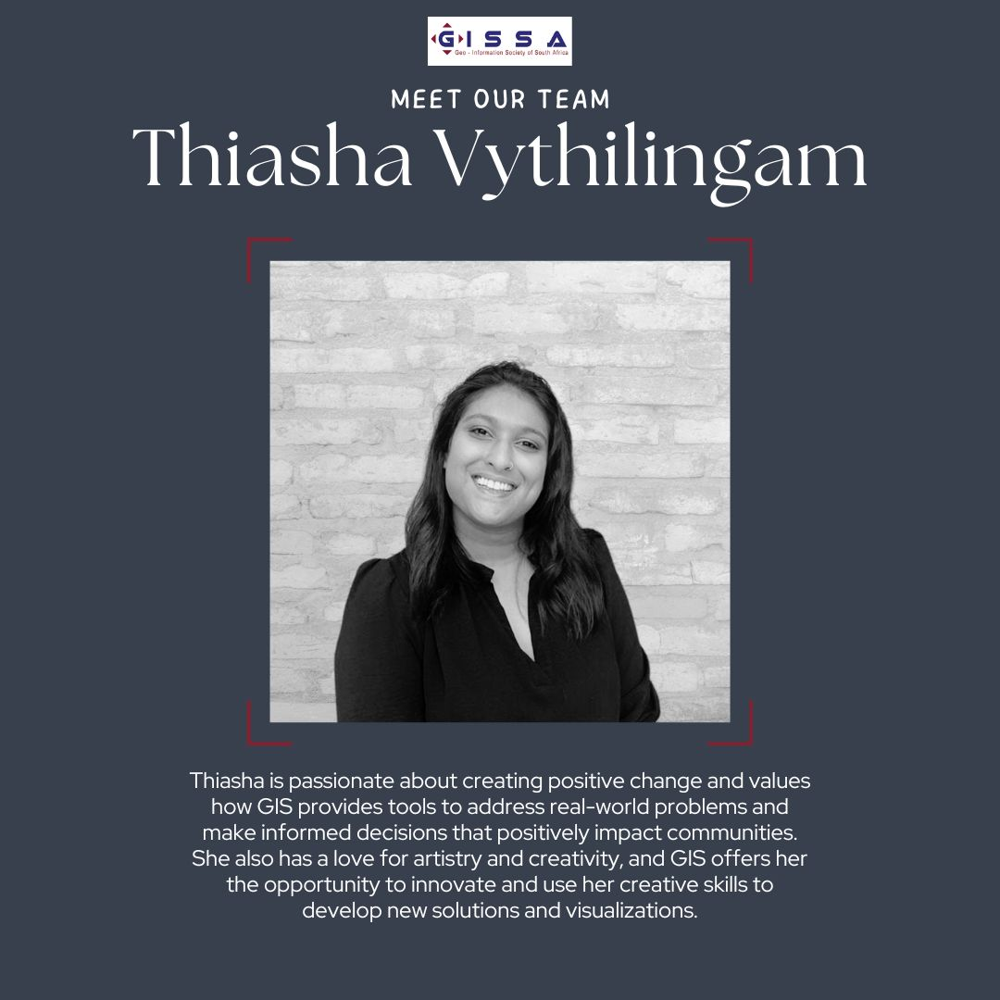 GISSA
Geo - Information Society of South Africa
MEET OUR TEAM
Thiasha Vythilingam
Thiasha is passionate about creating positive change and values
how GIS provides tools to address real-world problems and
make informed decisions that positively impact communities.
She also has a love for artistry and creativity, and GIS offers her
the opportunity to innovate and use her creative skills to
develop new solutions and visualizations.